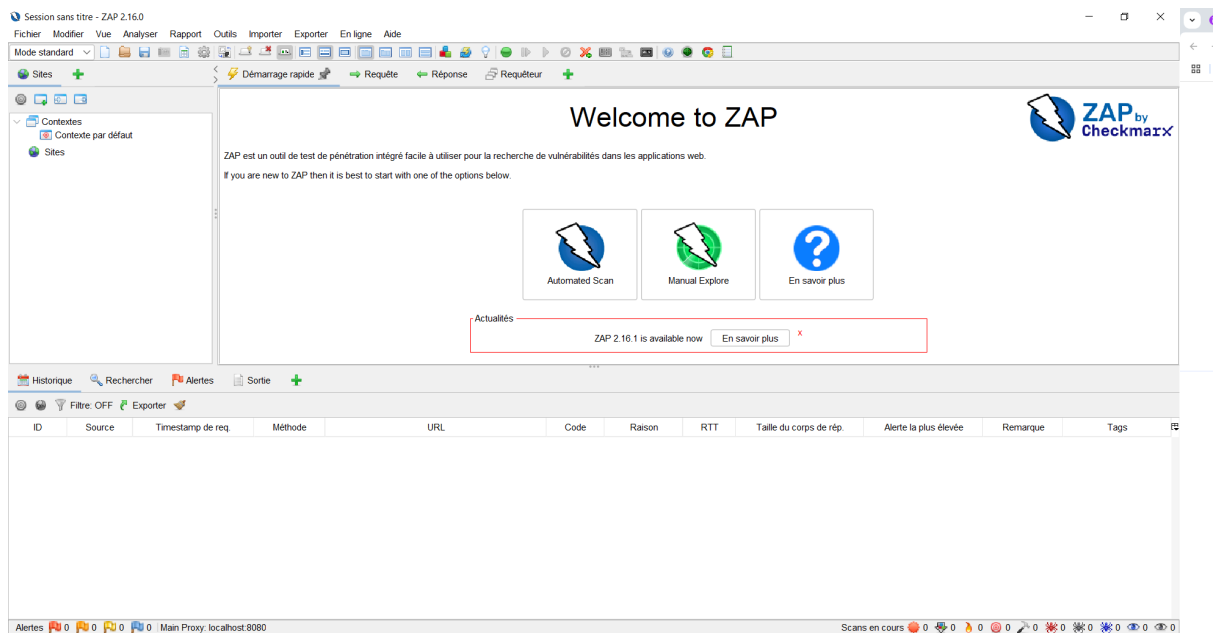 Session sans titre - ZAP 2.16.0
Fichier Modifier Vue Analyser Rapport Outils Importer Exporter En ligne Aide
Mode standard
Sites
Démarrage rapide Requête Réponse Requêteur
Contextes
Contexte par défaut
Sites
Welcome to ZAP
ZAP by
Checkmarx
ZAP est un outil de test de pénétration intégré facile à utiliser pour la recherche de vulnérabilités dans les applications web.
If you are new to ZAP then it is best to start with one of the options below.
Automated Scan Manual Explore En savoir plus
Actualités
ZAP 2.16.1 is available now En savoir plus x
Historique Rechercher Alertes Sortie
Filtre: OFF Exporter
ID Source Timestamp de req. Méthode URL Code Raison RTT Taille du corps de rép. Alerte la plus élevée Remarque Tags
Alertes 0 0 0 0 Main Proxy: localhost:8080 Scans en cours 0 0 0 0 0 0 0 0 0 0